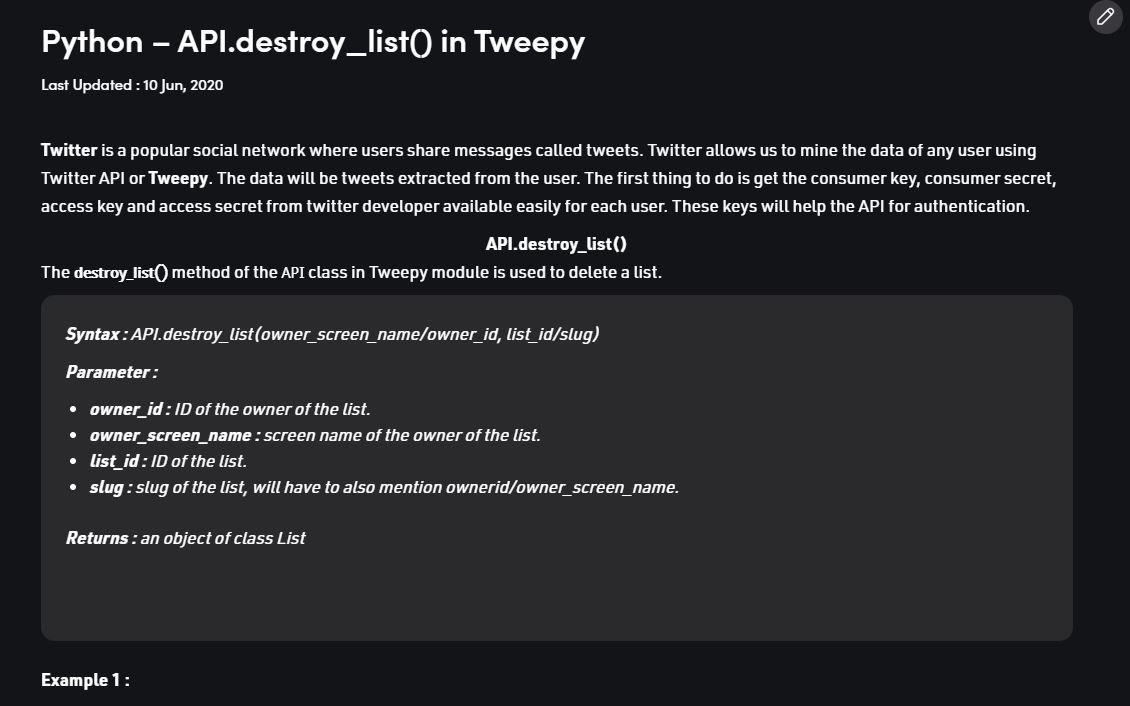 Python – API.destroy_list() in Tweepy
Last Updated : 10 Jun, 2020
Twitter is a popular social network where users share messages called tweets. Twitter allows us to mine the data of any user using
Twitter API or Tweepy. The data will be tweets extracted from the user. The first thing to do is get the consumer key, consumer secret,
access key and access secret from twitter developer available easily for each user. These keys will help the API for authentication.
API.destroy_list()
The destroy_list() method of the API class in Tweepy module is used to delete a list.
Syntax : API.destroy_list(owner_screen_name/owner_id, list_id/slug)
Parameter :
• owner_id : ID of the owner of the list.
• owner_screen_name : screen name of the owner of the list.
• list_id : ID of the list.
• slug : slug of the list, will have to also mention ownerid/owner_screen_name.
Returns : an object of class List
Example 1 :